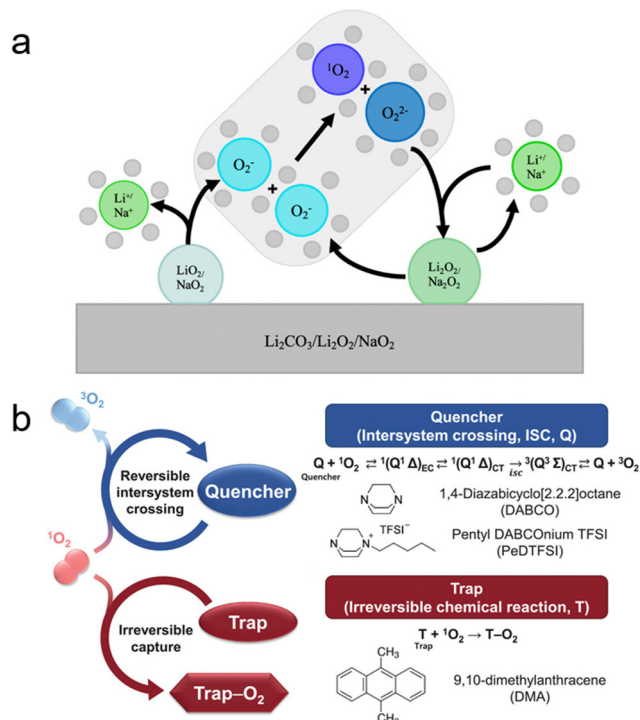 a
¹O₂
+
O₂²⁻
O₂⁻
+
O₂⁻
Li⁺/
Na⁺
Li⁺/
Na⁺
LiO₂/
NaO₂
Li₂O₂/
Na₂O₂
Li₂CO₃/Li₂O₂/NaO₂
b
³O₂
Reversible
intersystem
crossing
Quencher
¹O₂
Irreversible
capture
Trap
Trap–O₂
Quencher
(Intersystem crossing, ISC, Q)
Q + ¹O₂ ⇄ ¹(Q¹ Δ)EC ⇄ ¹(Q¹ Δ)CT →isc ³(Q³ Σ)CT ⇄ Q + ³O₂
Quencher
N
N
1,4-Diazabicyclo[2.2.2]octane
(DABCO)
TFSI⁻
N
N⁺
Pentyl DABCOnium TFSI
(PeDTFSI)
Trap
(Irreversible chemical reaction, T)
T + ¹O₂ → T–O₂
Trap
CH₃
CH₃
9,10-dimethylanthracene
(DMA)